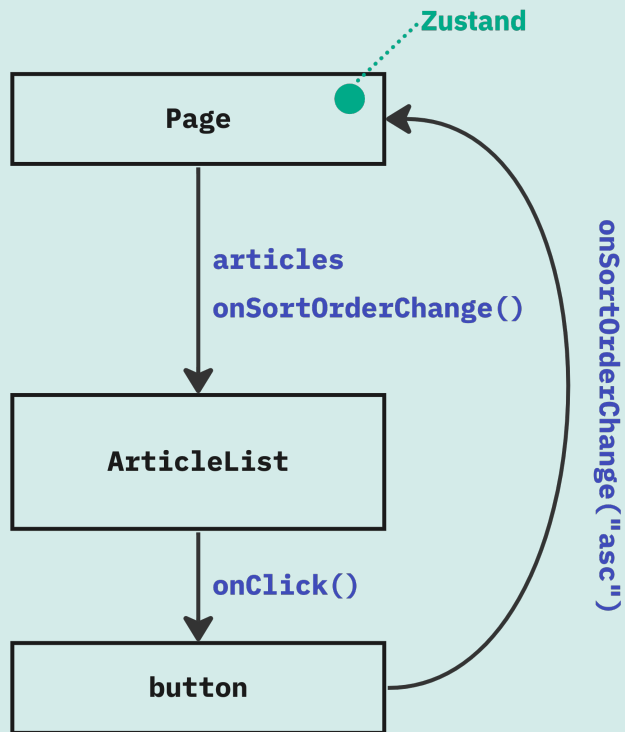 Zustand
Page
articles
onSortOrderChange()
onSortOrderChange("asc")
ArticleList
onClick()
button